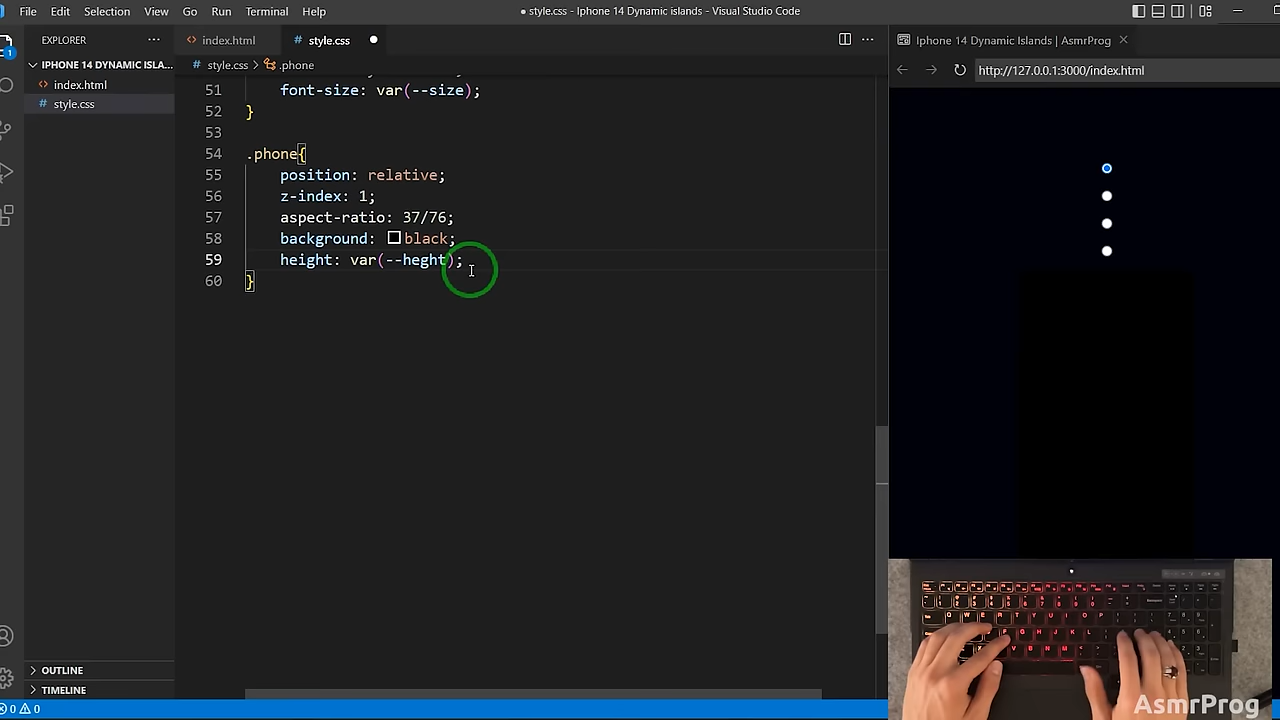 File Edit Selection View Go Run Terminal Help
● style.css - Iphone 14 Dynamic islands - Visual Studio Code
EXPLORER
IPHONE 14 DYNAMIC ISLA...
index.html
style.css
OUTLINE
TIMELINE
1
0 0
index.html
# style.css
# style.css > .phone
51 font-size: var(--size);
52 }
53
54 .phone{
55 position: relative;
56 z-index: 1;
57 aspect-ratio: 37/76;
58 background: black;
59 height: var(--heght);
60 }
Iphone 14 Dynamic Islands | AsmrProg
http://127.0.0.1:3000/index.html
AsmrProg